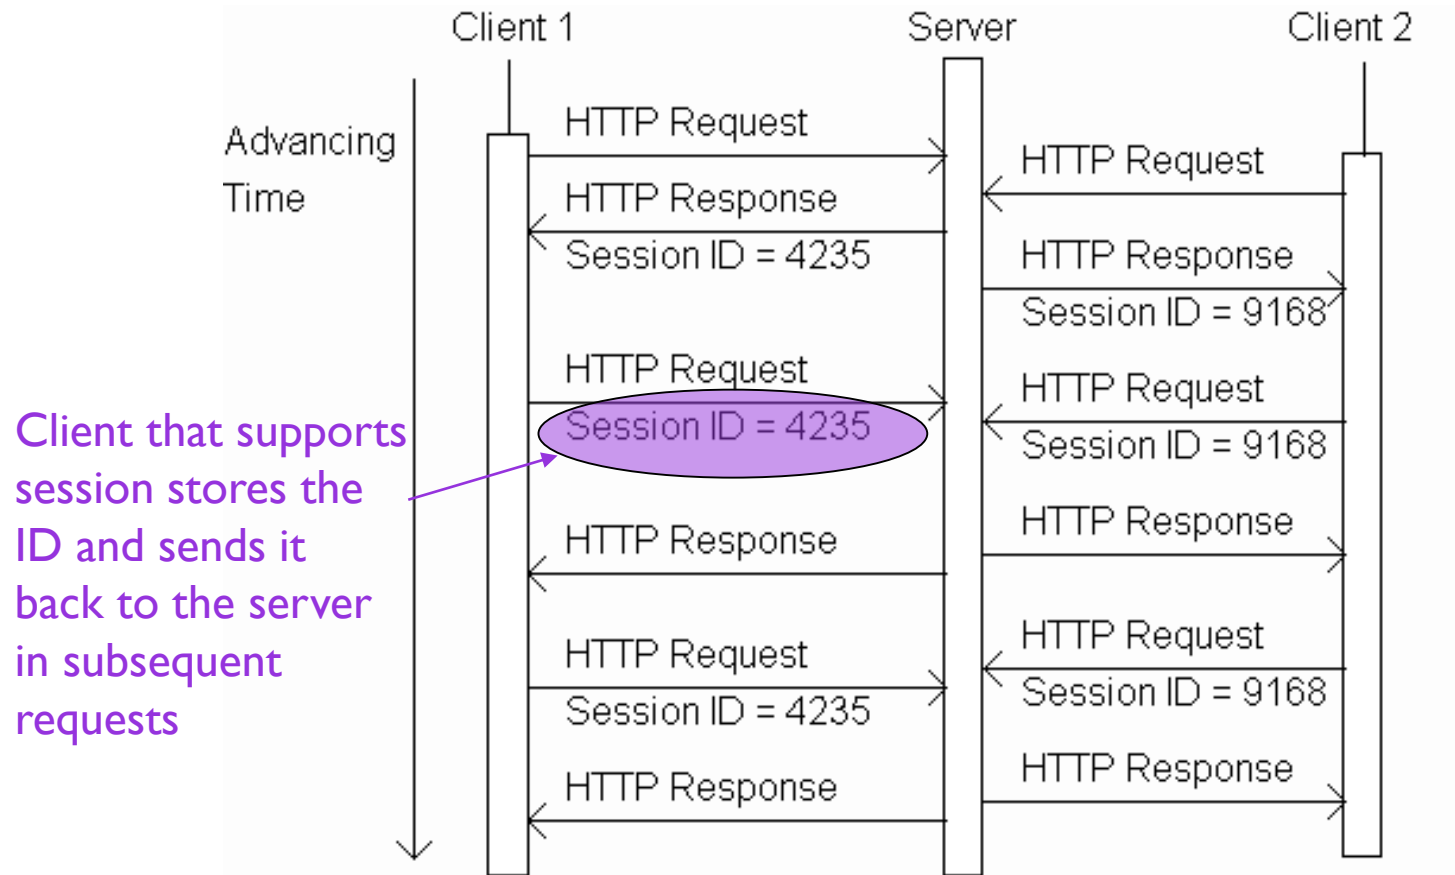 Client 1
Server
Client 2
Advancing
Time
HTTP Request
HTTP Request
HTTP Response
Session ID = 4235
HTTP Response
Session ID = 9168
HTTP Request
Session ID = 4235
HTTP Request
Session ID = 9168
Client that supports
session stores the
ID and sends it
back to the server
in subsequent
requests
HTTP Response
HTTP Response
HTTP Request
Session ID = 4235
HTTP Request
Session ID = 9168
HTTP Response
HTTP Response